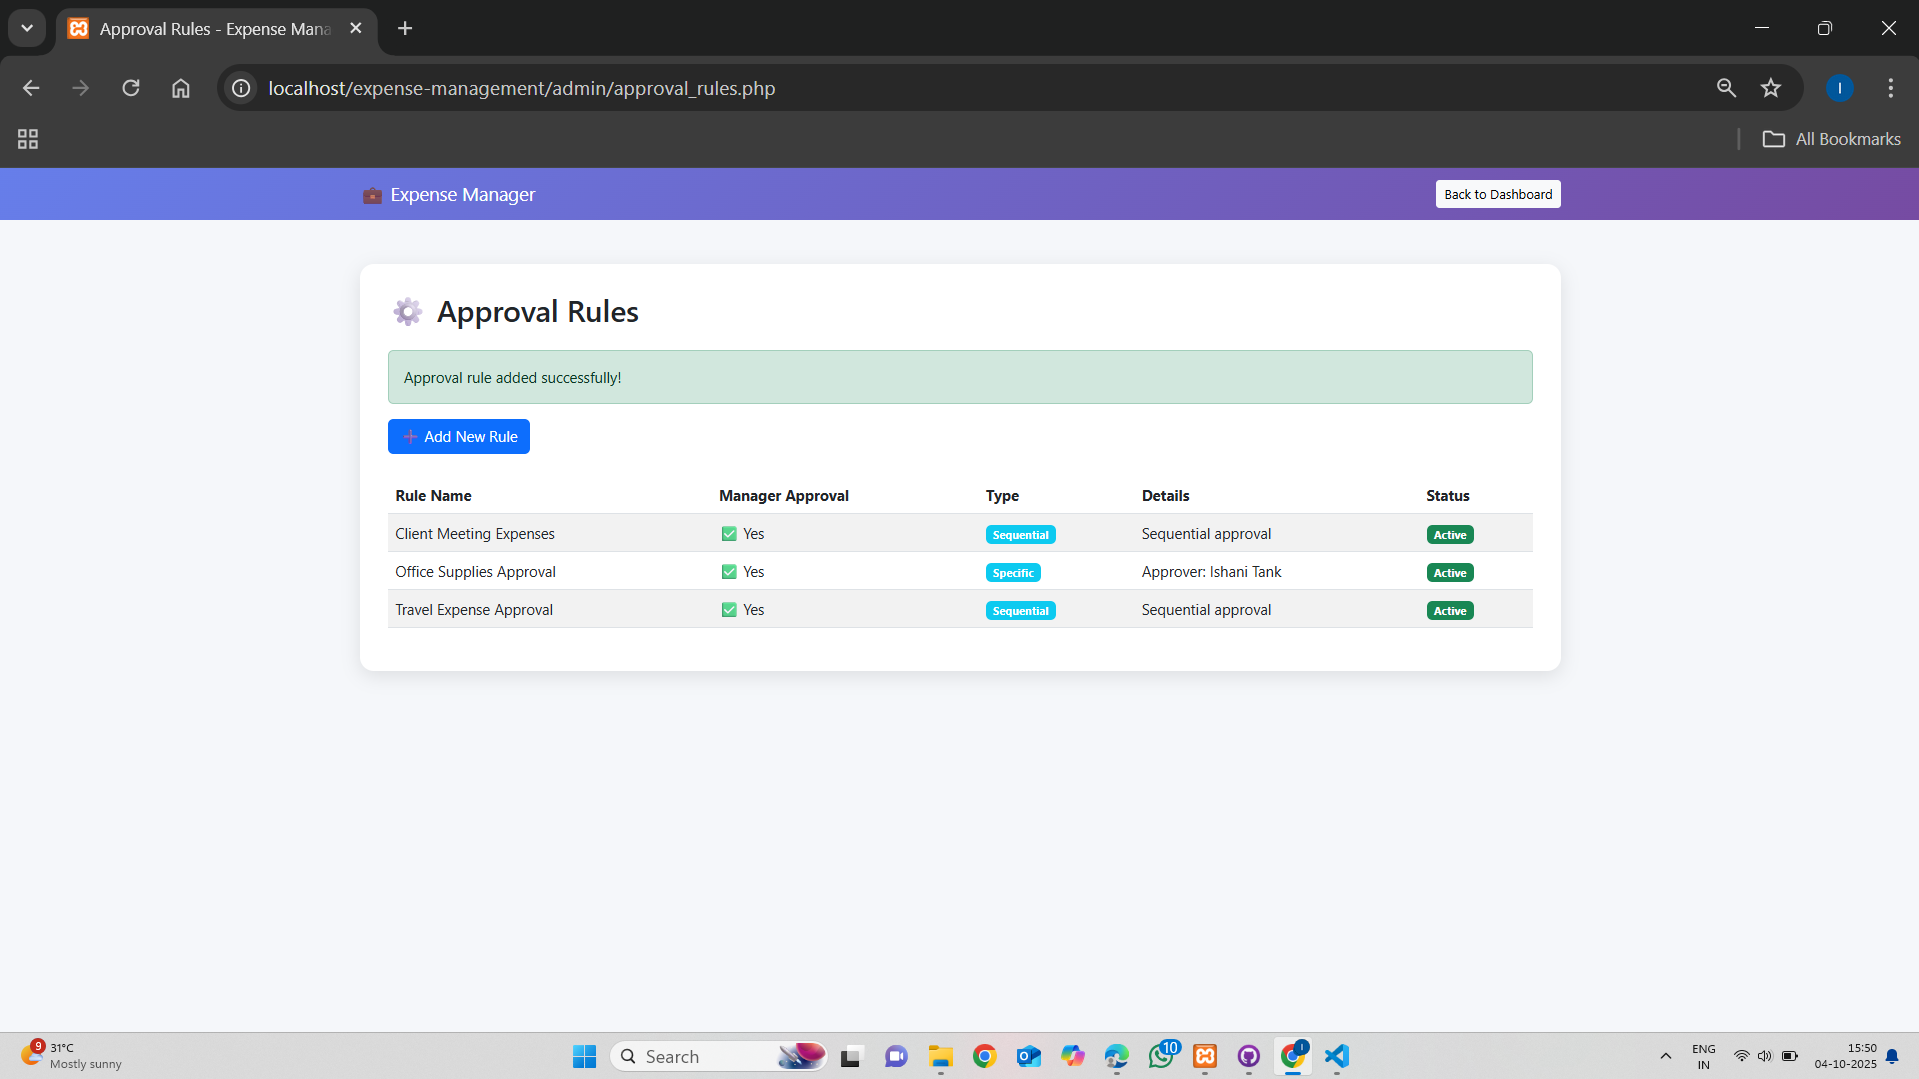 Approval Rules - Expense Mana
localhost/expense-management/admin/approval_rules.php
I
All Bookmarks
Expense Manager
Back to Dashboard
Approval Rules
Approval rule added successfully!
Add New Rule
Rule Name Manager Approval Type Details Status
Client Meeting Expenses Yes Sequential Sequential approval Active
Office Supplies Approval Yes Specific Approver: Ishani Tank Active
Travel Expense Approval Yes Sequential Sequential approval Active
9
31°C
Mostly sunny
Search
10
ENG
IN
15:50
04-10-2025